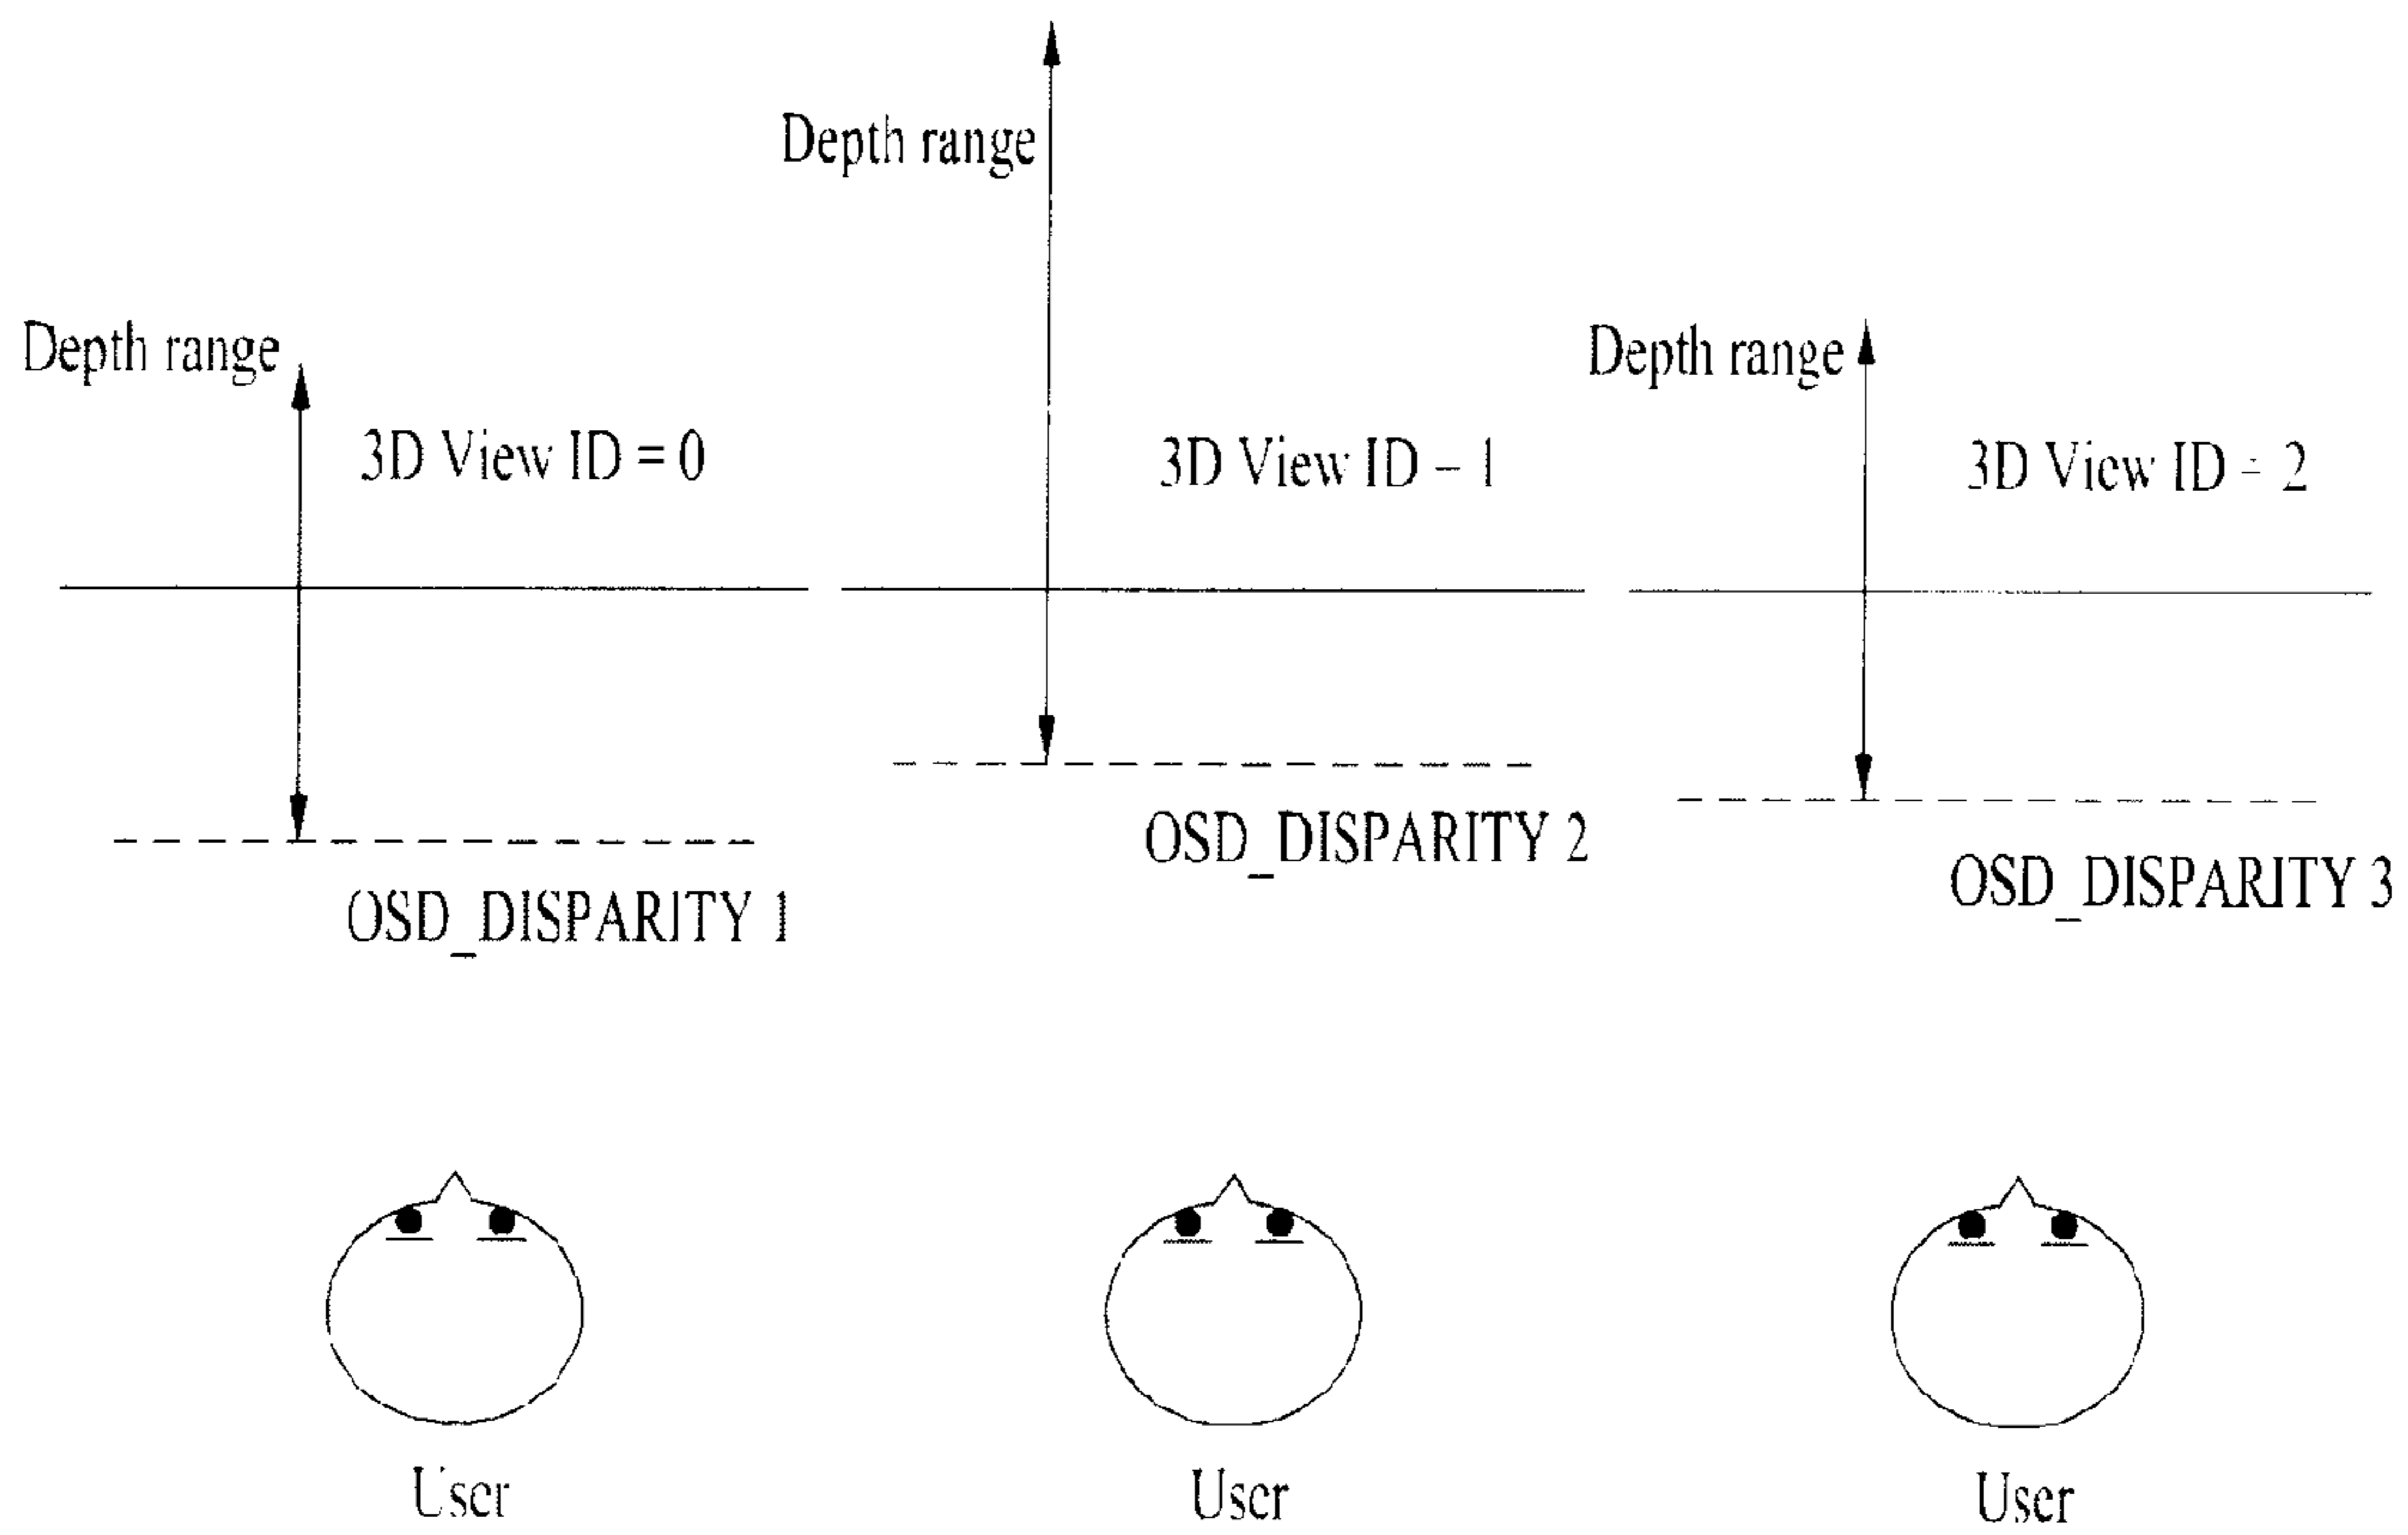 Depth range
Depth range
Depth range
3D View ID = 0
3D View ID = 1
3D View ID = 2
OSD_DISPARITY 1
OSD_DISPARITY 2
OSD_DISPARITY 3
User
User
User